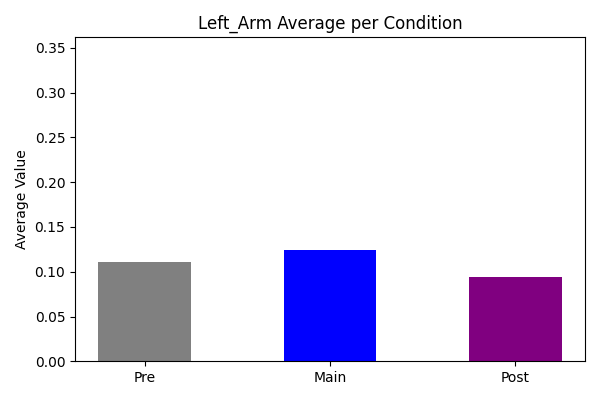 Left_Arm Average per Condition
Average Value
0.35
0.30
0.25
0.20
0.15
0.10
0.05
0.00
Pre
Main
Post